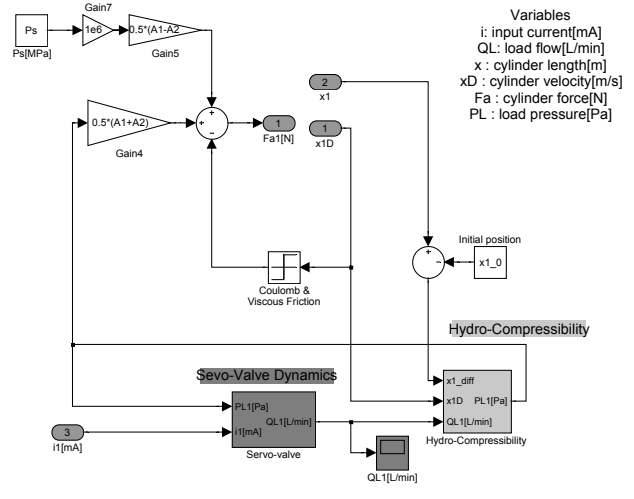 Gain7
Ps
1e6
0.5*(A1-A2
Ps[MPa]
Gain5
Variables
i: input current[mA]
QL: load flow[L/min]
x : cylinder length[m]
xD : cylinder velocity[m/s]
Fa : cylinder force[N]
PL : load pressure[Pa]
2
x1
0.5*(A1+A2)
Gain4
1
Fa1[N]
1
x1D
Initial position
x1_0
Coulomb &
Viscous Friction
Hydro-Compressibility
Sevo-Valve Dynamics
x1_diff
x1D
PL1[Pa]
QL1[L/min]
Hydro-Compressibility
PL1[Pa]
QL1[L/min]
i1[mA]
Servo-valve
3
i1[mA]
QL1[L/min]